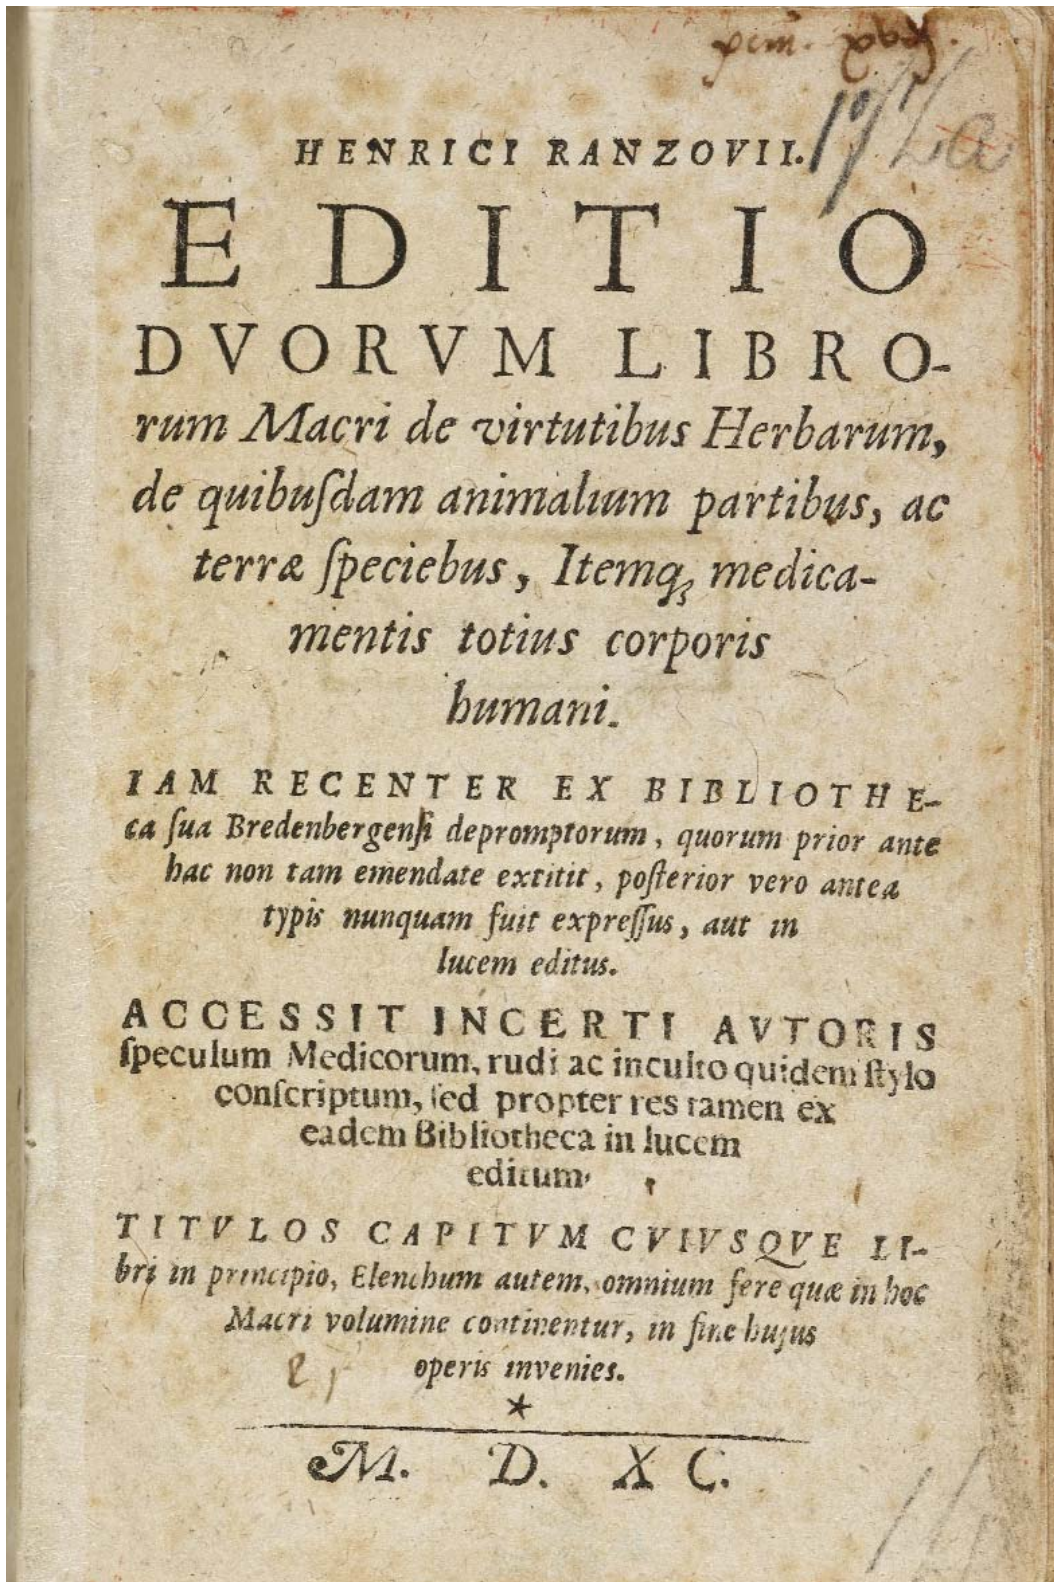 HENRICI RANZOVII.
EDITIO
DVORVM LIBRO-
rum Macri de virtutibus Herbarum,
de quibuſdam animalium partibus, ac
terræ ſpeciebus, Itemq; medica-
mentis totius corporis
humani.
IAM RECENTER EX BIBLIOTHE-
ca ſua Bredenbergenſi depromptorum, quorum prior ante
hac non tam emendate extitit, poſterior vero antea
typis nunquam fuit expreſſus, aut in
lucem editus.
ACCESSIT INCERTI AVTORIS
ſpeculum Medicorum, rudi ac inculto quidem ſtylo
conſcriptum, ſed propter res tamen ex
eadem Bibliotheca in lucem
editum.
TITVLOS CAPITVM CVIVSQVE LI-
bri in principio, Elenchum autem, omnium fere quæ in hoc
Macri volumine continentur, in fine hujus
operis invenies.
*
M. D. XC.